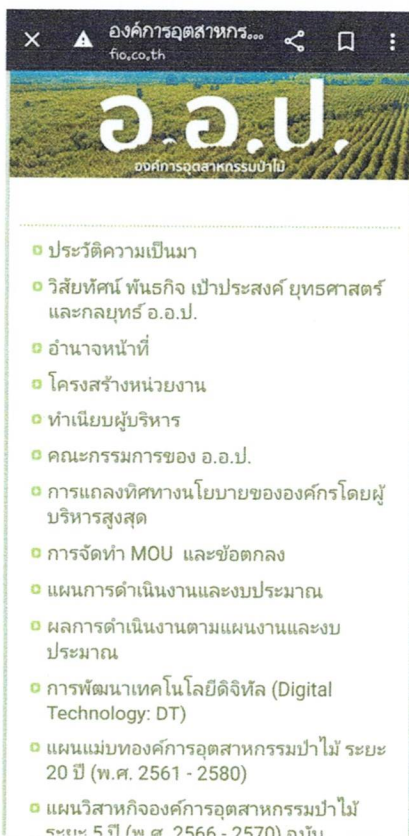 องค์การอุตสาหกร...
fio.co.th
อ.อ.ป.
องค์การอุตสาหกรรมป่าไม้
ประวัติความเป็นมา
วิสัยทัศน์ พันธกิจ เป้าประสงค์ ยุทธศาสตร์
และกลยุทธ์ อ.อ.ป.
อำนาจหน้าที่
โครงสร้างหน่วยงาน
ทำเนียบผู้บริหาร
คณะกรรมการของ อ.อ.ป.
การแถลงทิศทางนโยบายขององค์กรโดยผู้
บริหารสูงสุด
การจัดทำ MOU และข้อตกลง
แผนการดำเนินงานและงบประมาณ
ผลการดำเนินงานตามแผนงานและงบ
ประมาณ
การพัฒนาเทคโนโลยีดิจิทัล (Digital
Technology: DT)
แผนแม่บทองค์การอุตสาหกรรมป่าไม้ ระยะ
20 ปี (พ.ศ. 2561 - 2580)
แผนวิสาหกิจองค์การอุตสาหกรรมป่าไม้
ระยะ 5 ปี (พ.ศ. 2566 - 2570) ฉบับ